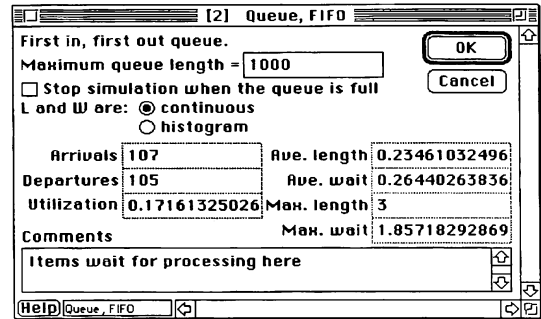 [2] Queue, FIFO
First in, first out queue.
Maximum queue length = 1000
OK
Stop simulation when the queue is full
Cancel
L and W are: continuous
histogram
Arrivals 107 Ave. length 0.23461032496
Departures 105 Ave. wait 0.26440263836
Utilization 0.17161325026 Max. length 3
Max. wait 1.85718292869
Comments
Items wait for processing here
Help Queue, FIFO